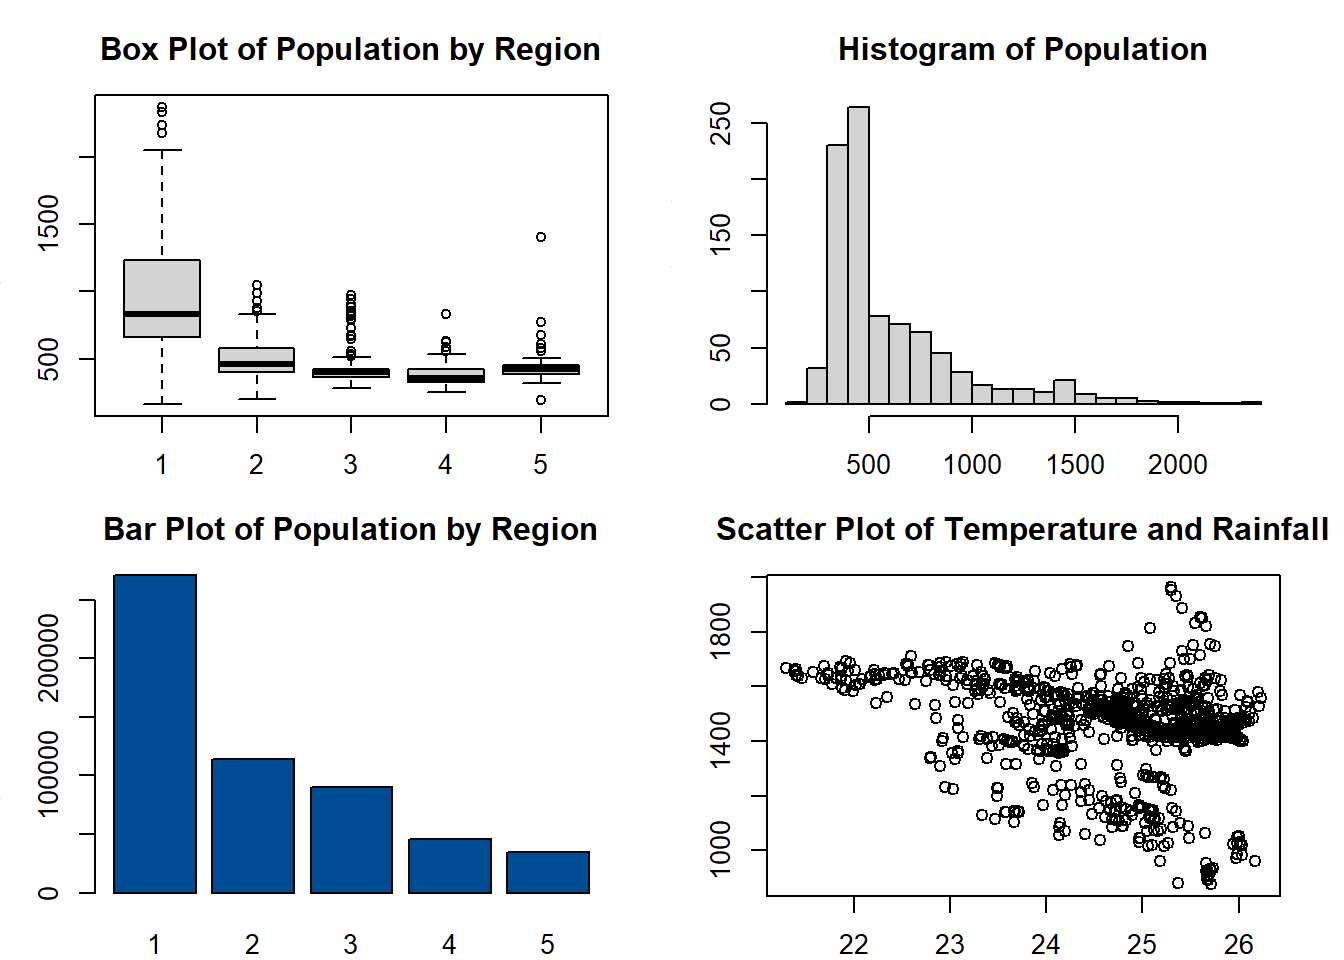 Box Plot of Population by Region
1500
500
1 2 3 4 5
Histogram of Population
250
150
50
0
500 1000 1500 2000
Bar Plot of Population by Region
200000
100000
0
1 2 3 4 5
Scatter Plot of Temperature and Rainfall
1800
1400
1000
22 23 24 25 26